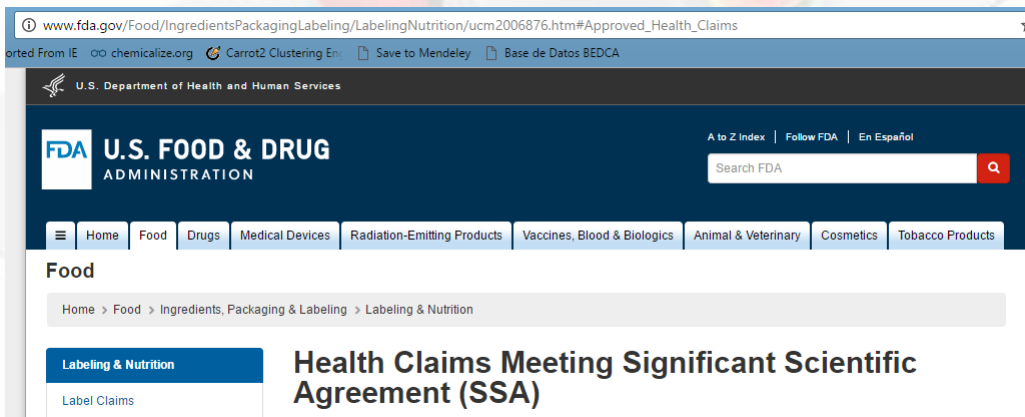 www.fda.gov/Food/IngredientsPackagingLabeling/LabelingNutrition/ucm2006876.htm#Approved_Health_Claims
orted From IE chemicalize.org Carrot2 Clustering En Save to Mendeley Base de Datos BEDCA
U.S. Department of Health and Human Services
A to Z Index | Follow FDA | En Español
FDA U.S. FOOD & DRUG
ADMINISTRATION
Search FDA
Home Food Drugs Medical Devices Radiation-Emitting Products Vaccines, Blood & Biologics Animal & Veterinary Cosmetics Tobacco Products
Food
Home > Food > Ingredients, Packaging & Labeling > Labeling & Nutrition
Labeling & Nutrition
Label Claims
Health Claims Meeting Significant Scientific
Agreement (SSA)